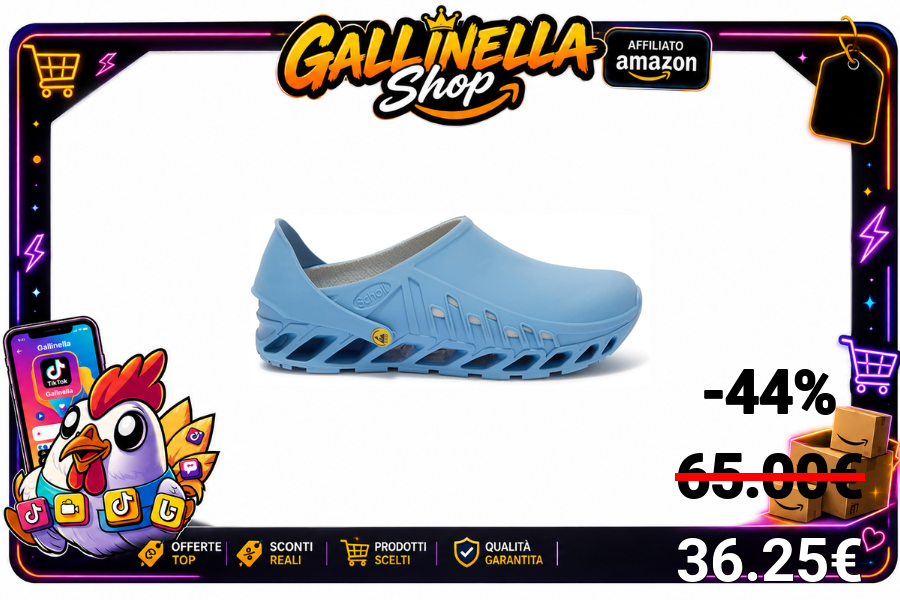 GALLINELLA
Shop
AFFILIATO
amazon
Scholl
Gallinella
TikTok
Gallinella
-44%
65.00€
36.25€
OFFERTE
TOP
SCONTI
REALI
PRODOTTI
SCELTI
QUALITÀ
GARANTITA